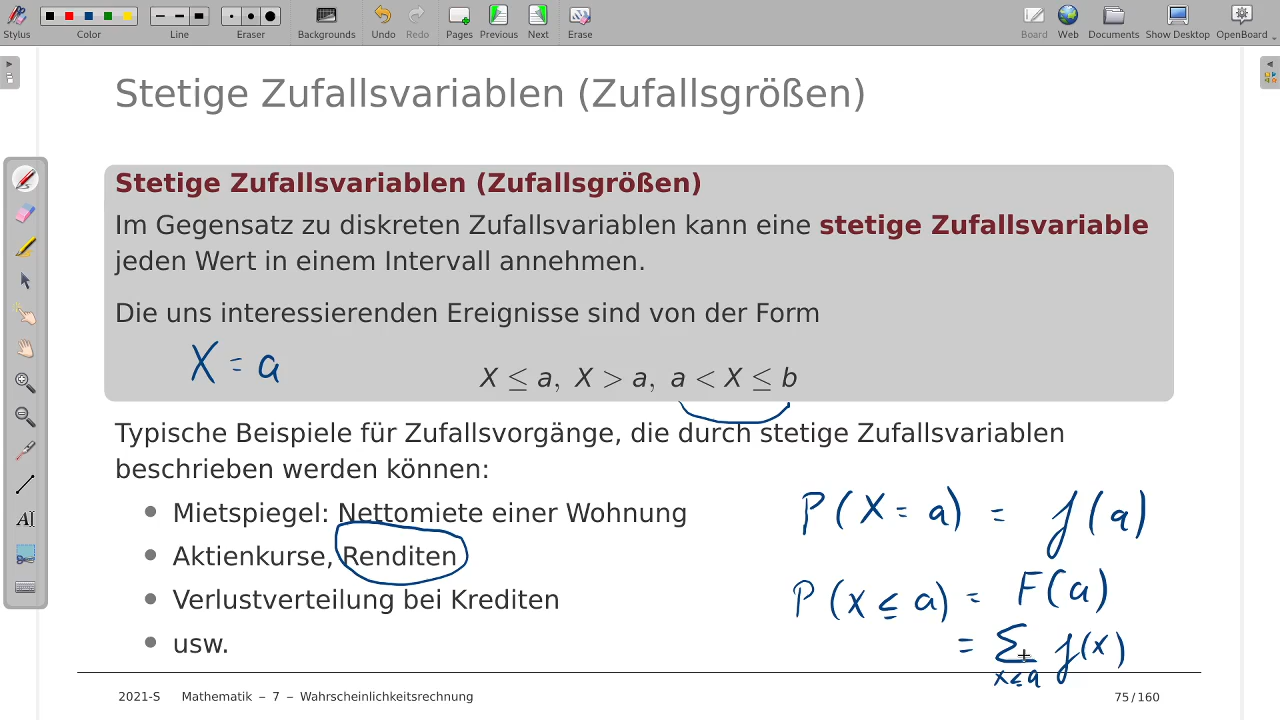 Stylus Color Line Eraser Backgrounds Undo Redo Pages Previous Next Erase Board Web Documents Show Desktop OpenBoard
Stetige Zufallsvariablen (Zufallsgrößen)
Stetige Zufallsvariablen (Zufallsgrößen)
Im Gegensatz zu diskreten Zufallsvariablen kann eine stetige Zufallsvariable
jeden Wert in einem Intervall annehmen.
Die uns interessierenden Ereignisse sind von der Form
X = a
X ≤ a, X > a, a < X ≤ b
Typische Beispiele für Zufallsvorgänge, die durch stetige Zufallsvariablen
beschrieben werden können:
• Mietspiegel: Nettomiete einer Wohnung
• Aktienkurse, Renditen
• Verlustverteilung bei Krediten
• usw.
P(X = a) = f(a)
P(X ≤ a) = F(a)
= ∑ f(x)
x≤a
2021-S Mathematik – 7 – Wahrscheinlichkeitsrechnung 75/160